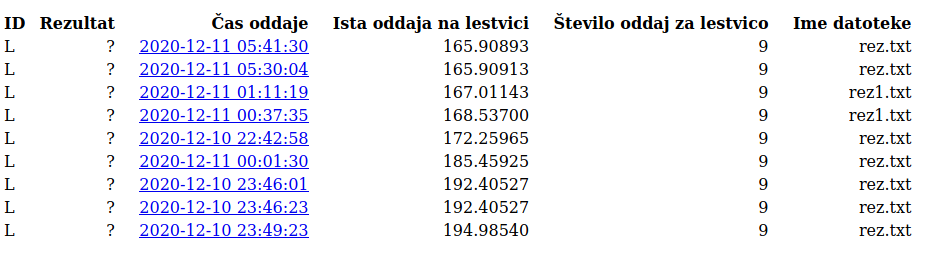 ID Rezultat Čas oddaje Ista oddaja na lestvici Število oddaj za lestvico Ime datoteke
L ? 2020-12-11 05:41:30 165.90893 9 rez.txt
L ? 2020-12-11 05:30:04 165.90913 9 rez.txt
L ? 2020-12-11 01:11:19 167.01143 9 rez1.txt
L ? 2020-12-11 00:37:35 168.53700 9 rez1.txt
L ? 2020-12-10 22:42:58 172.25965 9 rez.txt
L ? 2020-12-11 00:01:30 185.45925 9 rez.txt
L ? 2020-12-10 23:46:01 192.40527 9 rez.txt
L ? 2020-12-10 23:46:23 192.40527 9 rez.txt
L ? 2020-12-10 23:49:23 194.98540 9 rez.txt